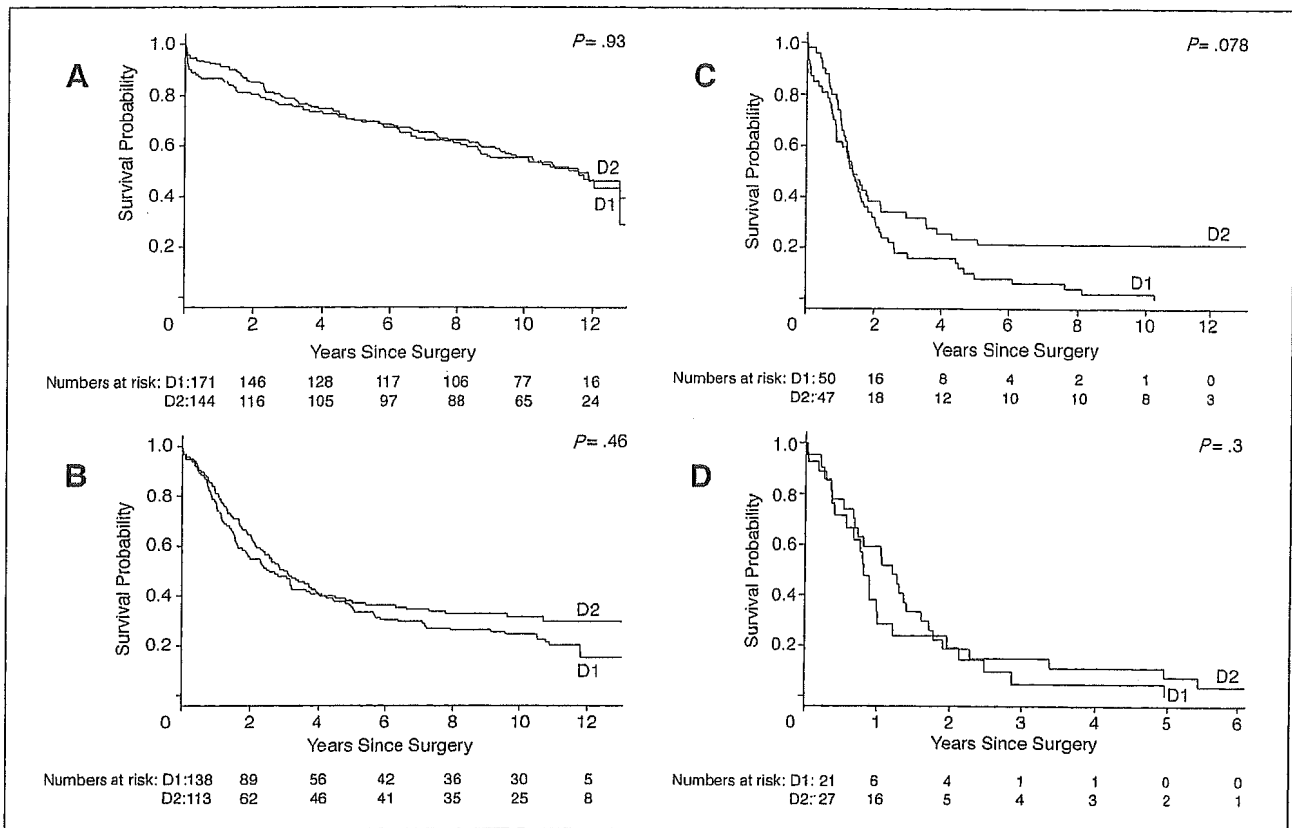 A
P= .93
Survival Probability
1.0
0.8
0.6
0.4
0.2
D2
D1
0 2 4 6 8 10 12
Years Since Surgery
Numbers at risk: D1:171 146 128 117 106 77 16
D2:144 116 105 97 88 65 24
B
P= .46
Survival Probability
1.0
0.8
0.6
0.4
0.2
D2
D1
0 2 4 6 8 10 12
Years Since Surgery
Numbers at risk: D1:138 89 56 42 36 30 5
D2:113 62 46 41 35 25 8
C
P= .078
Survival Probability
1.0
0.8
0.6
0.4
0.2
D2
D1
0 2 4 6 8 10 12
Years Since Surgery
Numbers at risk: D1: 50 16 8 4 2 1 0
D2:47 18 12 10 10 8 3
D
P= .3
Survival Probability
1.0
0.8
0.6
0.4
0.2
D2
D1
0 1 2 3 4 5 6
Years Since Surgery
Numbers at risk: D1: 21 6 4 1 1 0 0
D2: 27 16 5 4 3 2 1